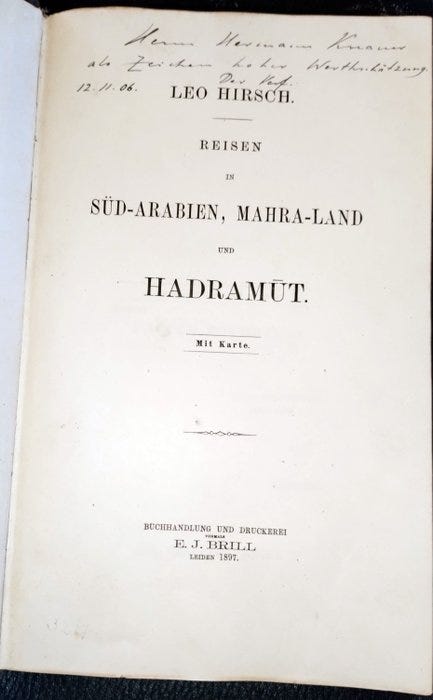 Herrn Hermann Knauer
als Zeichen hoher Werthschätzung.
12.11.06. Der Verf.
LEO HIRSCH.
REISEN
IN
SÜD-ARABIEN, MAHRA-LAND
UND
HADRAMŪT.
Mit Karte.
BUCHHANDLUNG UND DRUCKEREI
VORMALS
E. J. BRILL
LEIDEN 1897.